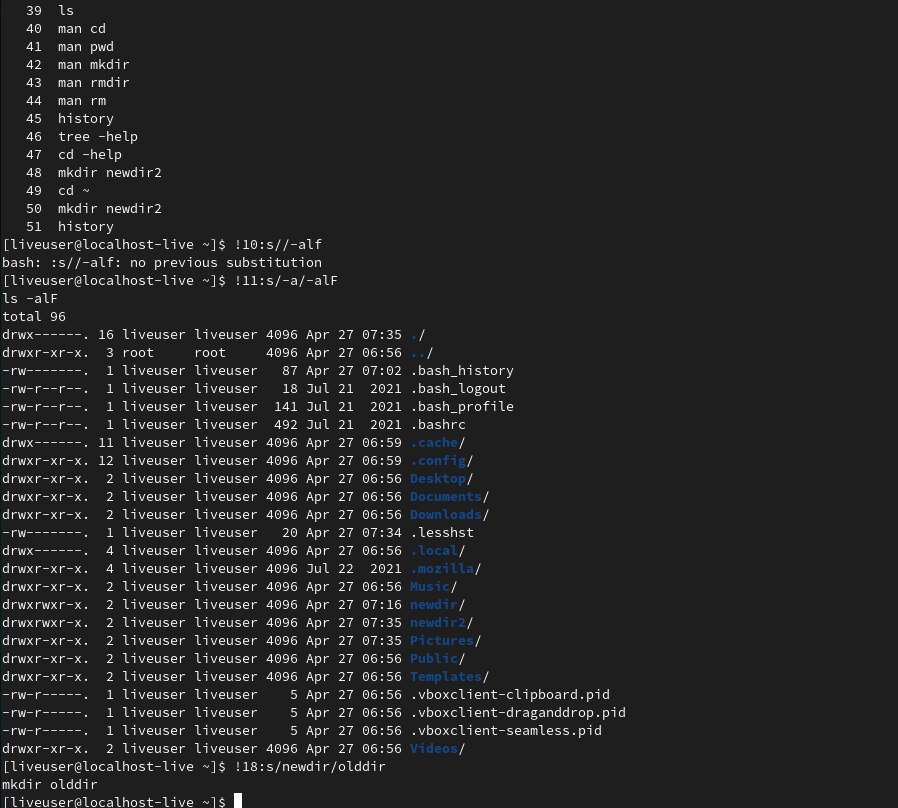 39 ls
40 man cd
41 man pwd
42 man mkdir
43 man rmdir
44 man rm
45 history
46 tree -help
47 cd -help
48 mkdir newdir2
49 cd ~
50 mkdir newdir2
51 history
[liveuser@localhost-live ~]$ !10:s//-alf
bash: :s//-alf: no previous substitution
[liveuser@localhost-live ~]$ !11:s/-a/-alF
ls -alF
total 96
drwx------. 16 liveuser liveuser 4096 Apr 27 07:35 ./
drwxr-xr-x. 3 root root 4096 Apr 27 06:56 ../
-rw-------. 1 liveuser liveuser 87 Apr 27 07:02 .bash_history
-rw-r--r--. 1 liveuser liveuser 18 Jul 21 2021 .bash_logout
-rw-r--r--. 1 liveuser liveuser 141 Jul 21 2021 .bash_profile
-rw-r--r--. 1 liveuser liveuser 492 Jul 21 2021 .bashrc
drwx------. 11 liveuser liveuser 4096 Apr 27 06:59 .cache/
drwxr-xr-x. 12 liveuser liveuser 4096 Apr 27 06:59 .config/
drwxr-xr-x. 2 liveuser liveuser 4096 Apr 27 06:56 Desktop/
drwxr-xr-x. 2 liveuser liveuser 4096 Apr 27 06:56 Documents/
drwxr-xr-x. 2 liveuser liveuser 4096 Apr 27 06:56 Downloads/
-rw-------. 1 liveuser liveuser 20 Apr 27 07:34 .lesshst
drwx------. 4 liveuser liveuser 4096 Apr 27 06:56 .local/
drwxr-xr-x. 4 liveuser liveuser 4096 Jul 22 2021 .mozilla/
drwxr-xr-x. 2 liveuser liveuser 4096 Apr 27 06:56 Music/
drwxrwxr-x. 2 liveuser liveuser 4096 Apr 27 07:16 newdir/
drwxrwxr-x. 2 liveuser liveuser 4096 Apr 27 07:35 newdir2/
drwxr-xr-x. 2 liveuser liveuser 4096 Apr 27 07:35 Pictures/
drwxr-xr-x. 2 liveuser liveuser 4096 Apr 27 06:56 Public/
drwxr-xr-x. 2 liveuser liveuser 4096 Apr 27 06:56 Templates/
-rw-r-----. 1 liveuser liveuser 5 Apr 27 06:56 .vboxclient-clipboard.pid
-rw-r-----. 1 liveuser liveuser 5 Apr 27 06:56 .vboxclient-draganddrop.pid
-rw-r-----. 1 liveuser liveuser 5 Apr 27 06:56 .vboxclient-seamless.pid
drwxr-xr-x. 2 liveuser liveuser 4096 Apr 27 06:56 Videos/
[liveuser@localhost-live ~]$ !18:s/newdir/olddir
mkdir olddir
[liveuser@localhost-live ~]$